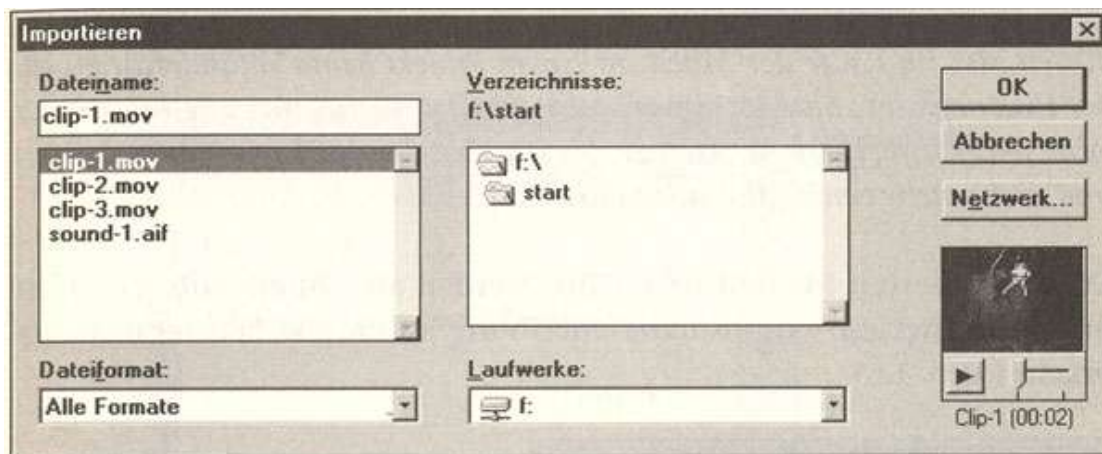 Importieren
Dateiname:
clip-1.mov
clip-1.mov
clip-2.mov
clip-3.mov
sound-1.aif
Dateiformat:
Alle Formate
Verzeichnisse:
f:\start
f:\
start
Laufwerke:
f:
OK
Abbrechen
Netzwerk...
Clip-1 (00:02)